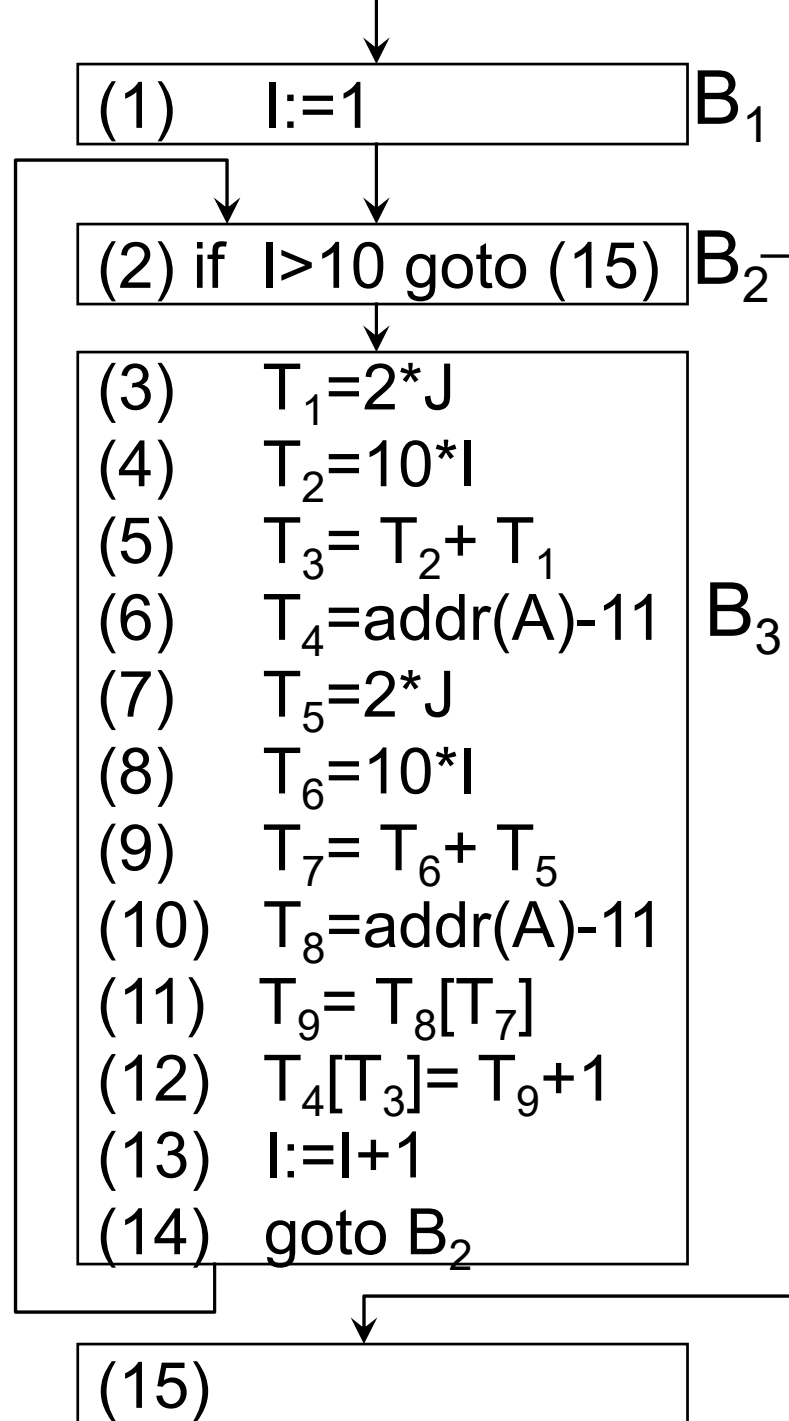 (1) I:=1 B₁
(2) if I>10 goto (15) B₂
(3) T₁=2*J
(4) T₂=10*I
(5) T₃= T₂+ T₁
(6) T₄=addr(A)-11 B₃
(7) T₅=2*J
(8) T₆=10*I
(9) T₇= T₆+ T₅
(10) T₈=addr(A)-11
(11) T₉= T₈[T₇]
(12) T₄[T₃]= T₉+1
(13) I:=I+1
(14) goto B₂
(15)